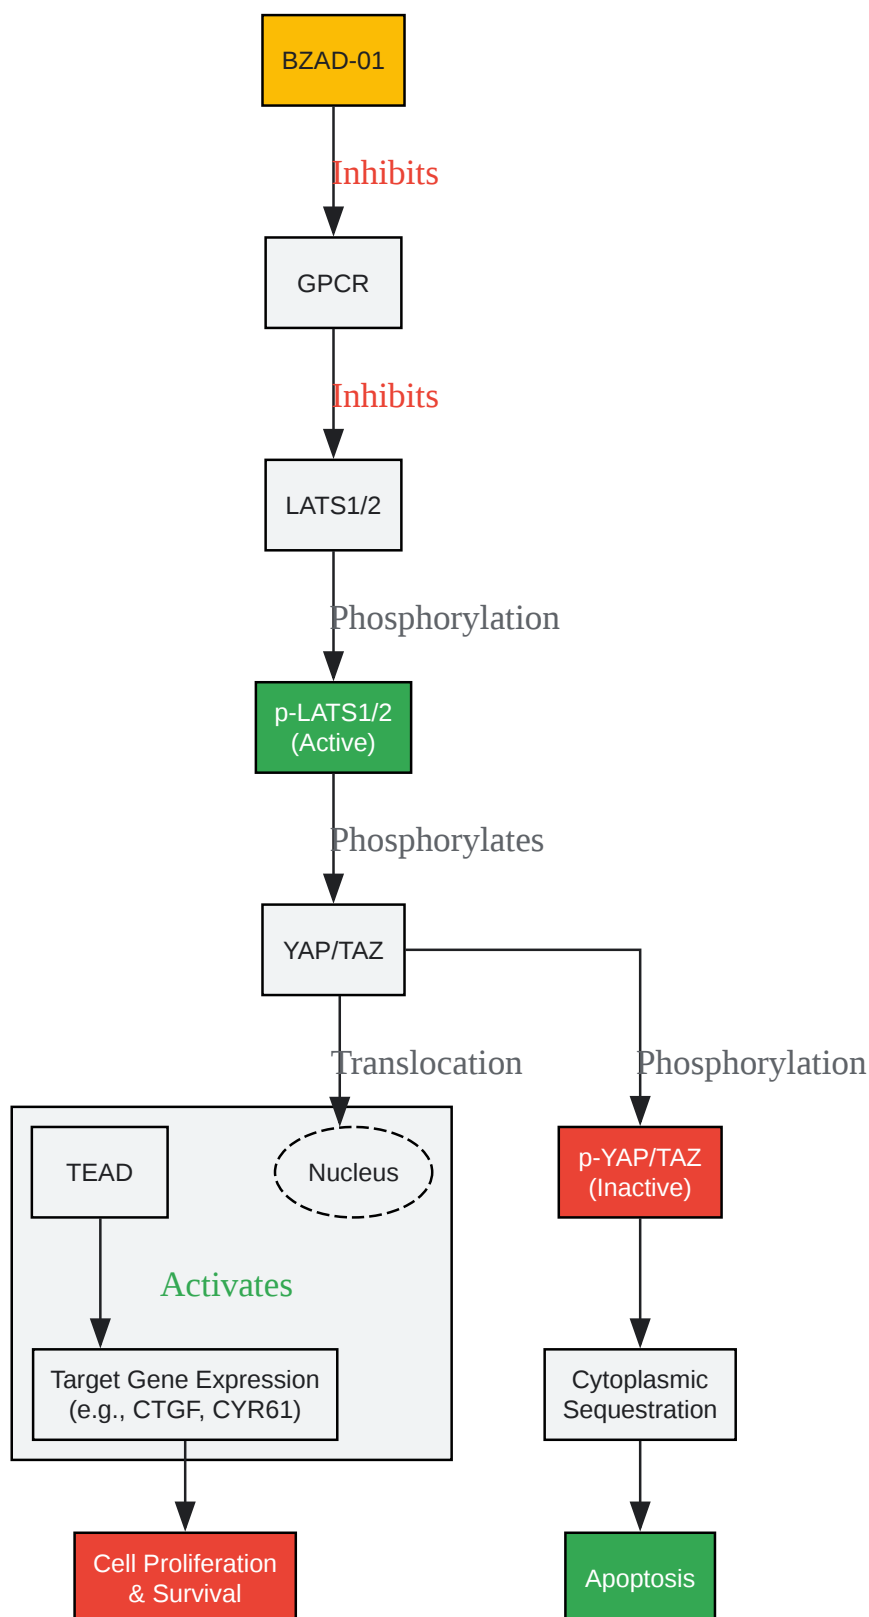 BZAD-01
Inhibits
GPCR
Inhibits
LATS1/2
Phosphorylation
p-LATS1/2
(Active)
Phosphorylates
YAP/TAZ
Translocation
Phosphorylation
TEAD
Nucleus
p-YAP/TAZ
(Inactive)
Activates
Target Gene Expression
(e.g., CTGF, CYR61)
Cytoplasmic
Sequestration
Cell Proliferation
& Survival
Apoptosis